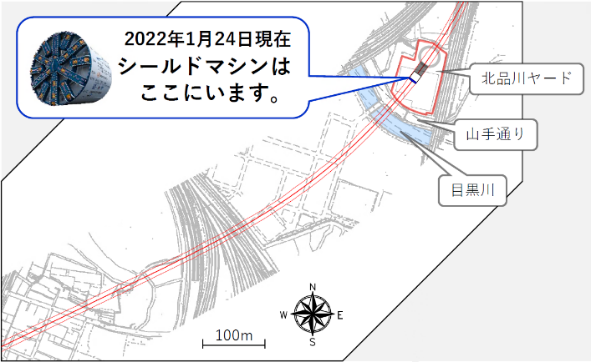 2022年1月24日現在
シールドマシンは
ここにいます。
北品川ヤード
山手通り
目黒川
N
W
E
S
100m